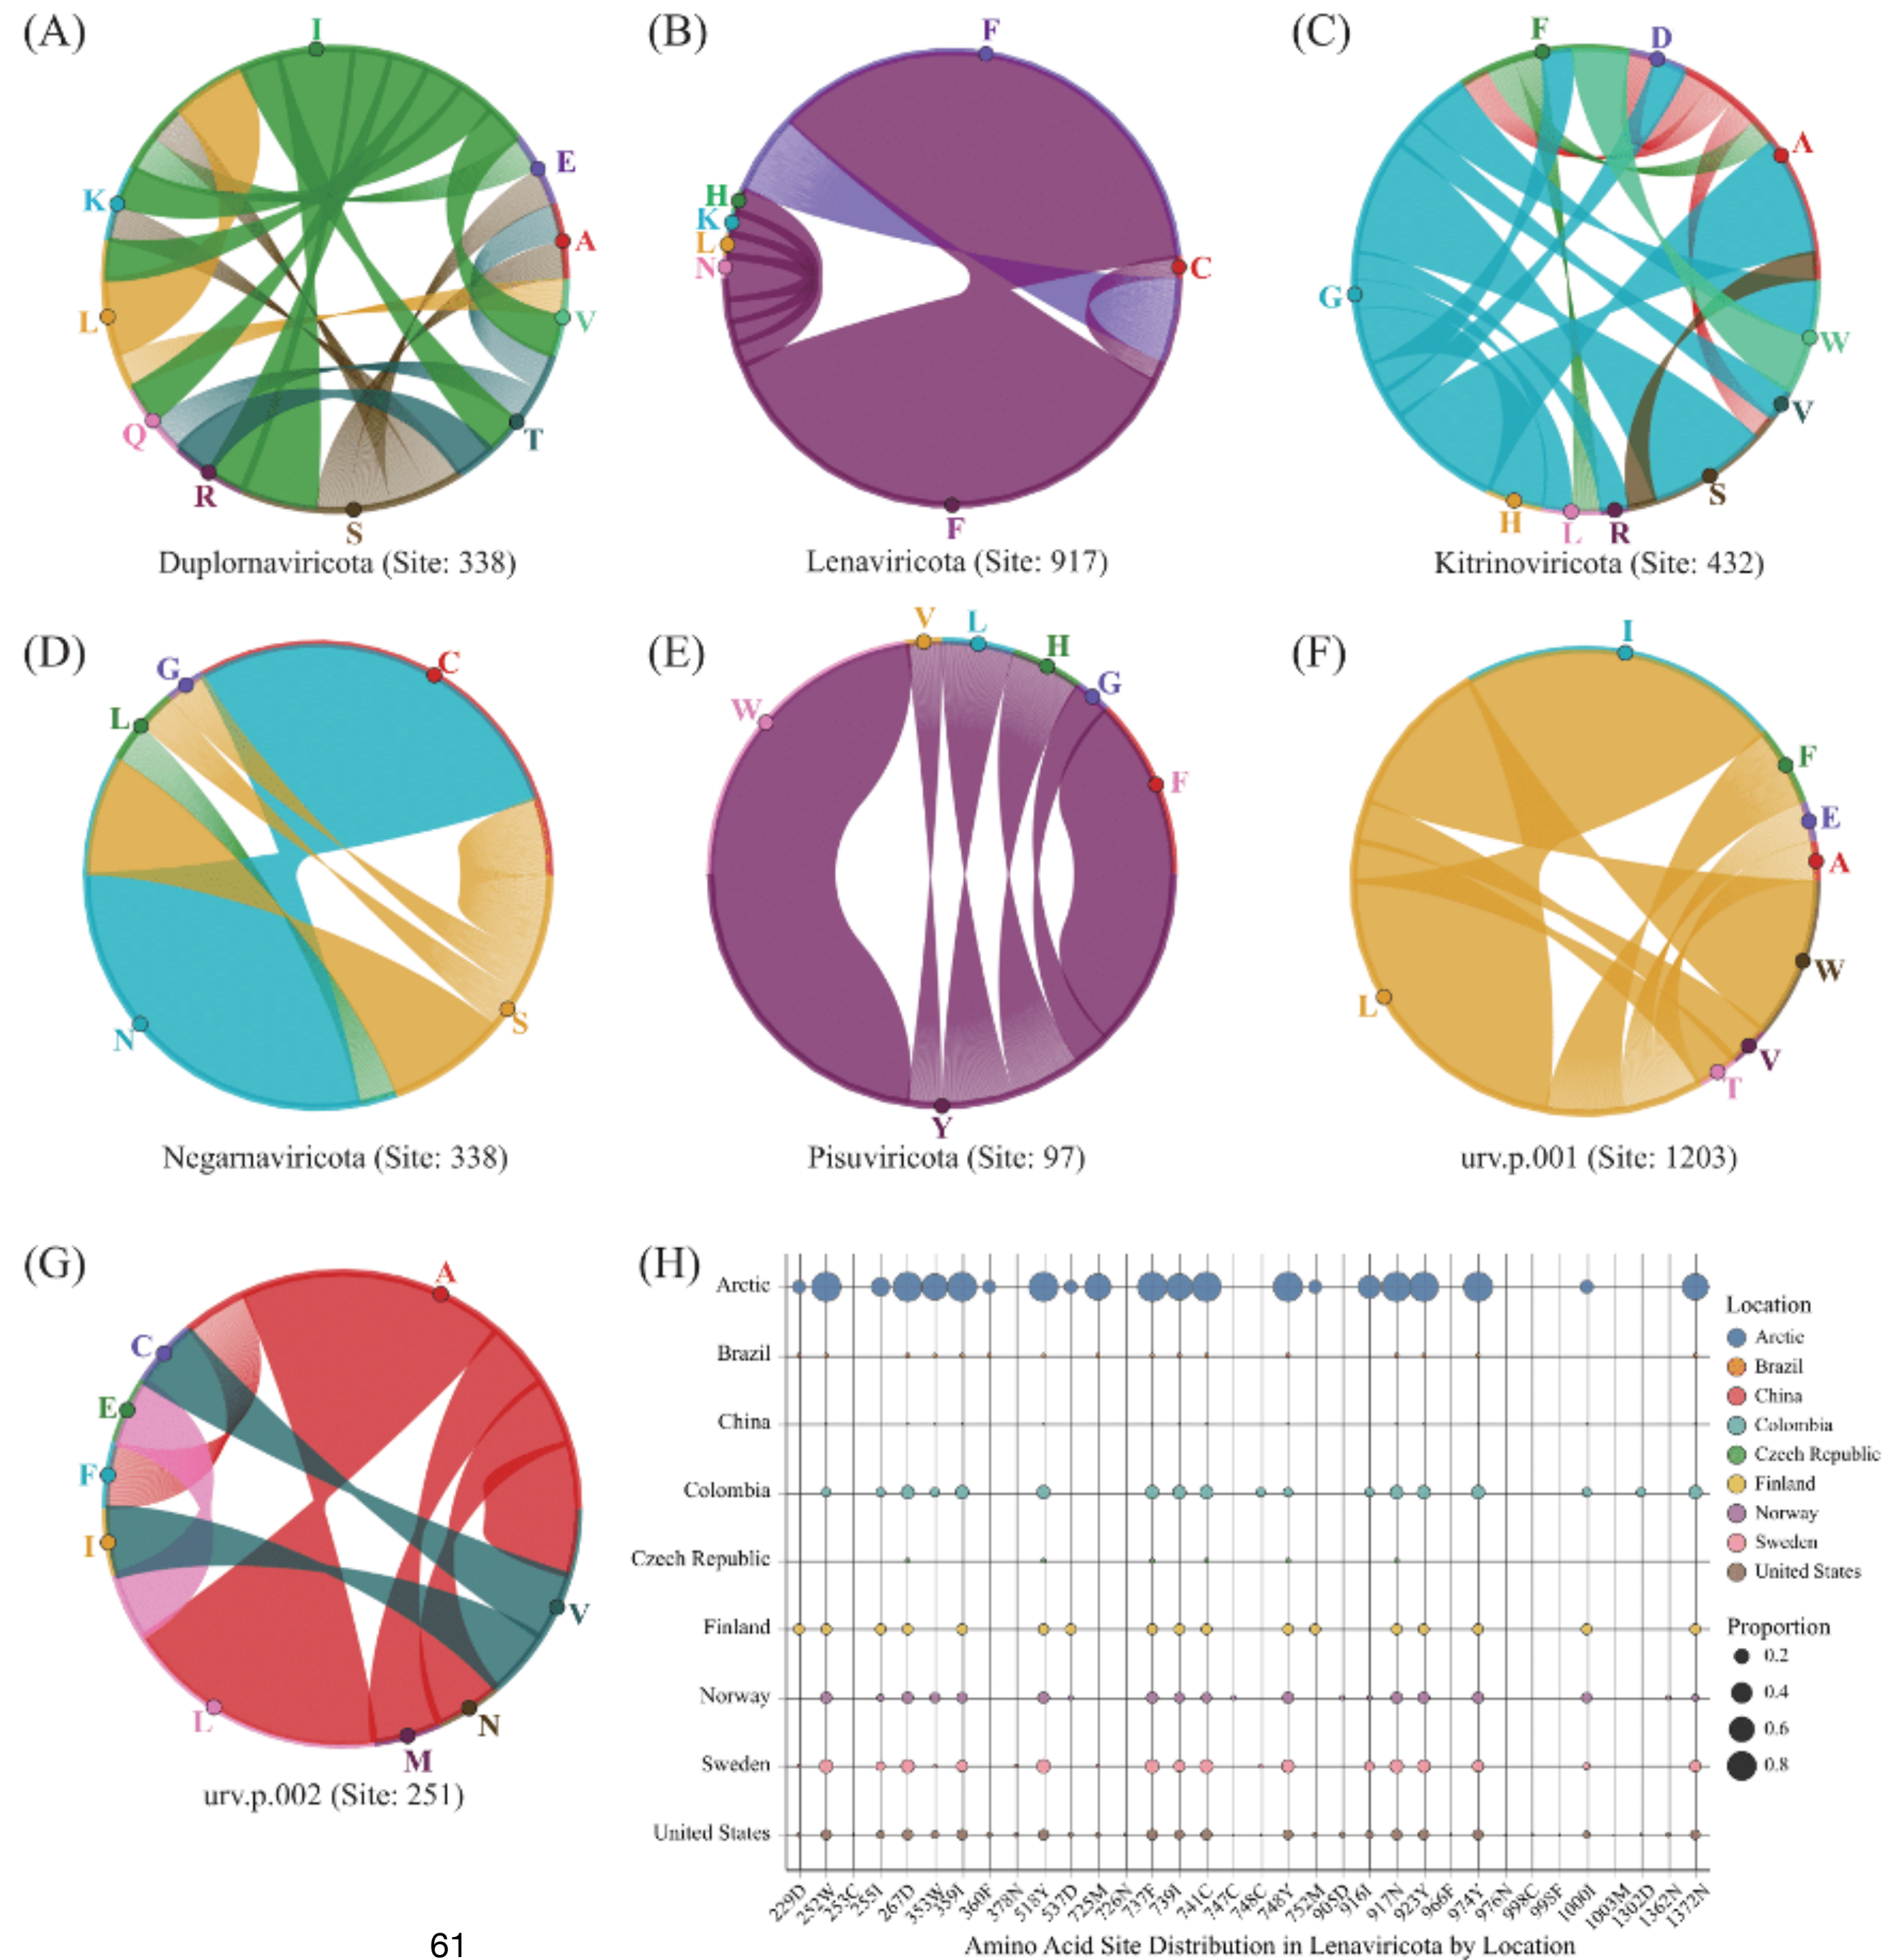 (A)
I
E
A
V
T
S
R
Q
L
K
Duplornaviricota (Site: 338)
(B)
F
C
F
N
L
K
H
Lenaviricota (Site: 917)
(C)
F
D
A
W
V
S
R
L
H
G
Kitrinoviricota (Site: 432)
(D)
G
C
L
S
N
Negarnaviricota (Site: 338)
(E)
V
L
H
G
F
W
Y
Pisuviricota (Site: 97)
(F)
I
F
E
A
W
V
T
L
urv.p.001 (Site: 1203)
(G)
A
C
E
F
I
L
M
N
V
urv.p.002 (Site: 251)
(H)
Arctic
Brazil
China
Colombia
Czech Republic
Finland
Norway
Sweden
United States
229D 252W 253C 255I 267D 353W 359I 360F 378N 518Y 537D 725M 726N 737F 739I 741C 747C 748C 748Y 752M 905D 916I 917N 923Y 966F 974Y 976N 998C 998F 1000I 1003M 1302D 1362N 1372N
Amino Acid Site Distribution in Lenaviricota by Location
Location
Arctic
Brazil
China
Colombia
Czech Republic
Finland
Norway
Sweden
United States
Proportion
0.2
0.4
0.6
0.8
61